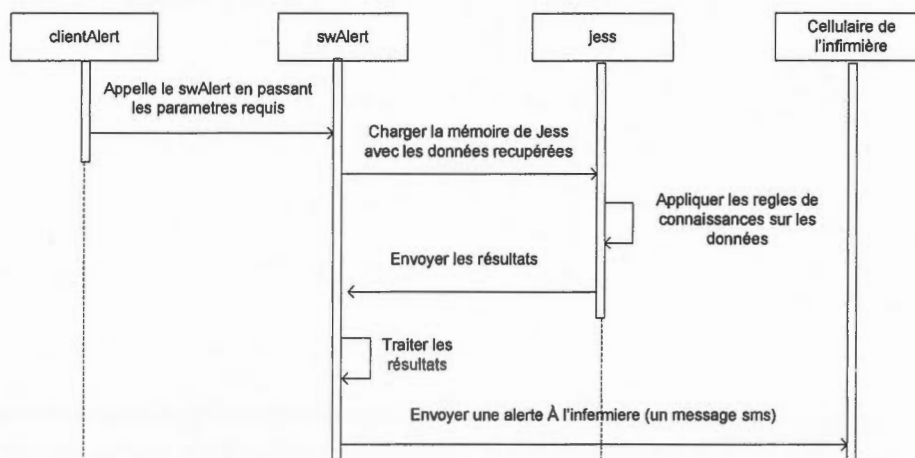 clientAlert
swAlert
jess
Cellulaire de
l'infirmière
Appelle le swAlert en passant
les parametres requis
Charger la mémoire de Jess
avec les données recupérées
Appliquer les regles de
connaissances sur les
données
Envoyer les résultats
Traiter les
résultats
Envoyer une alerte À l'infermiere (un message sms)